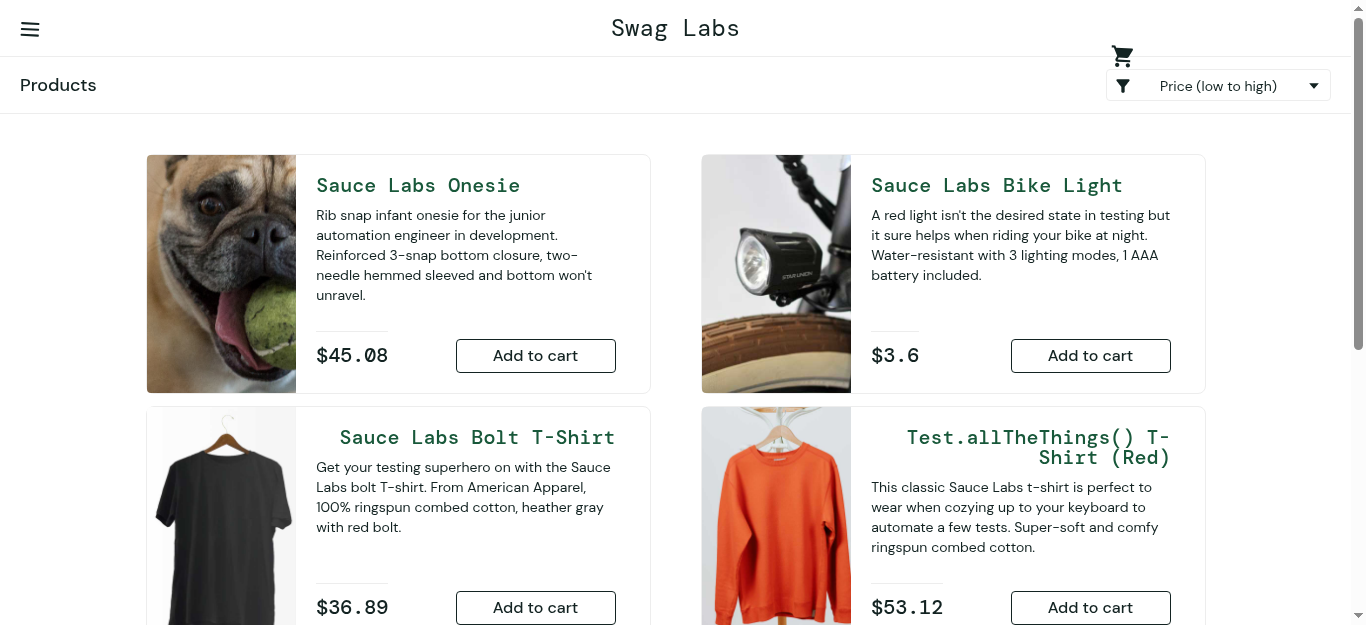 Swag Labs
Products
Price (low to high)
Sauce Labs Onesie
Rib snap infant onesie for the junior
automation engineer in development.
Reinforced 3-snap bottom closure, two-
needle hemmed sleeved and bottom won't
unravel.
$45.08
Add to cart
Sauce Labs Bike Light
A red light isn't the desired state in testing but
it sure helps when riding your bike at night.
Water-resistant with 3 lighting modes, 1 AAA
battery included.
$3.6
Add to cart
STAR UNION
Sauce Labs Bolt T-Shirt
Get your testing superhero on with the Sauce
Labs bolt T-shirt. From American Apparel,
100% ringspun combed cotton, heather gray
with red bolt.
$36.89
Add to cart
Test.allTheThings() T-
Shirt (Red)
This classic Sauce Labs t-shirt is perfect to
wear when cozying up to your keyboard to
automate a few tests. Super-soft and comfy
ringspun combed cotton.
$53.12
Add to cart